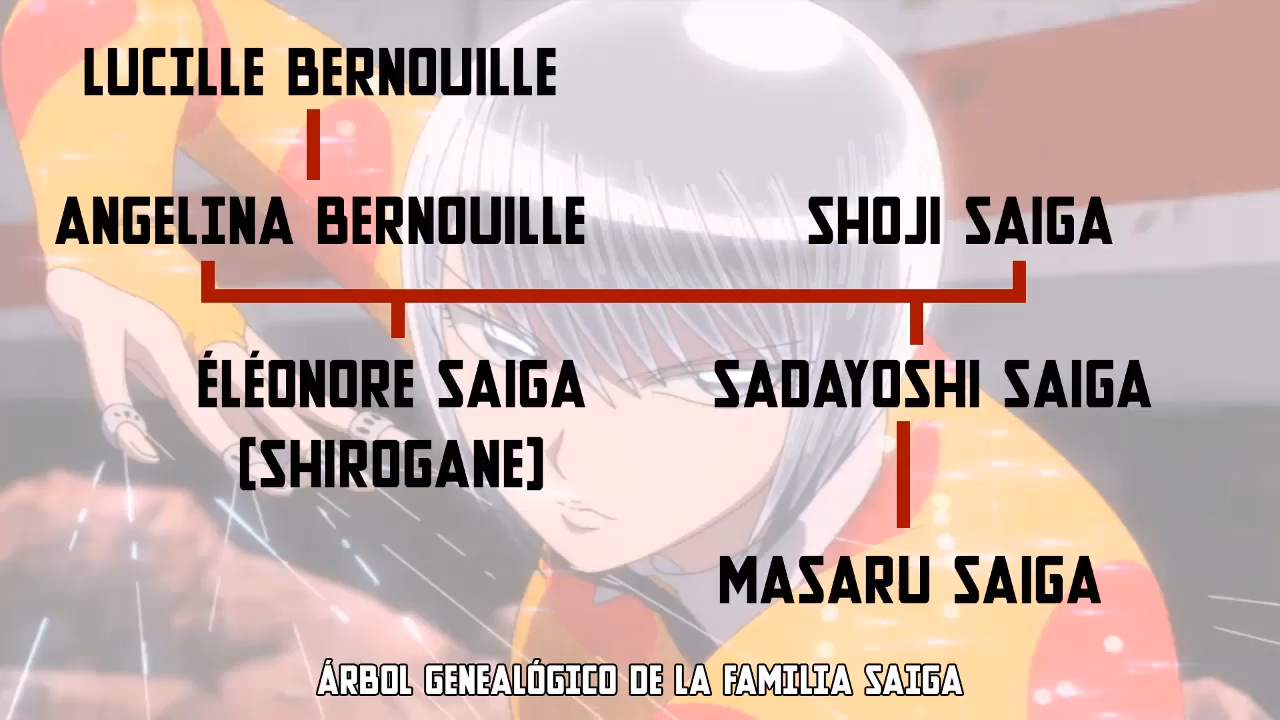 LUCILLE BERNOUILLE
ANGELINA BERNOUILLE
SHOJI SAIGA
ÉLÉONORE SAIGA
SADAYOSHI SAIGA
(SHIROGANE)
MASARU SAIGA
ÁRBOL GENEALÓGICO DE LA FAMILIA SAIGA